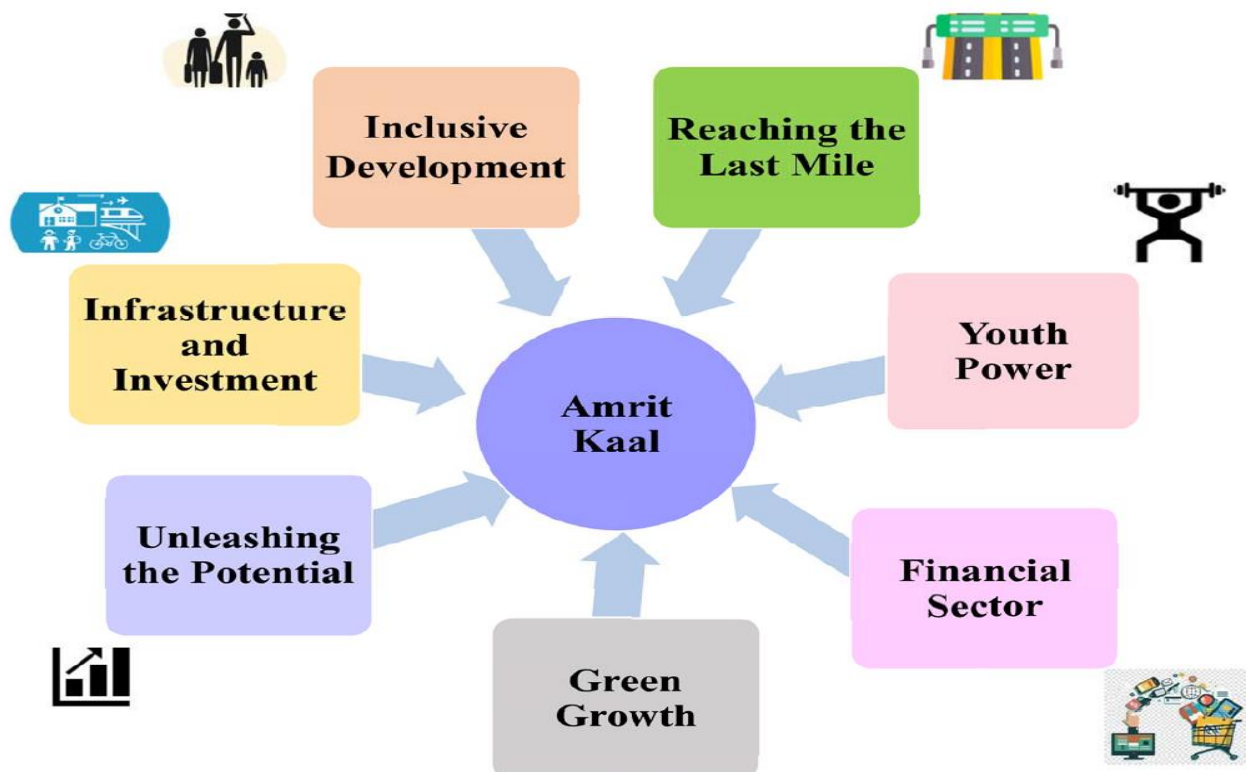 Inclusive
Development
Reaching the
Last Mile
Infrastructure
and
Investment
Youth
Power
Amrit
Kaal
Unleashing
the Potential
Financial
Sector
Green
Growth